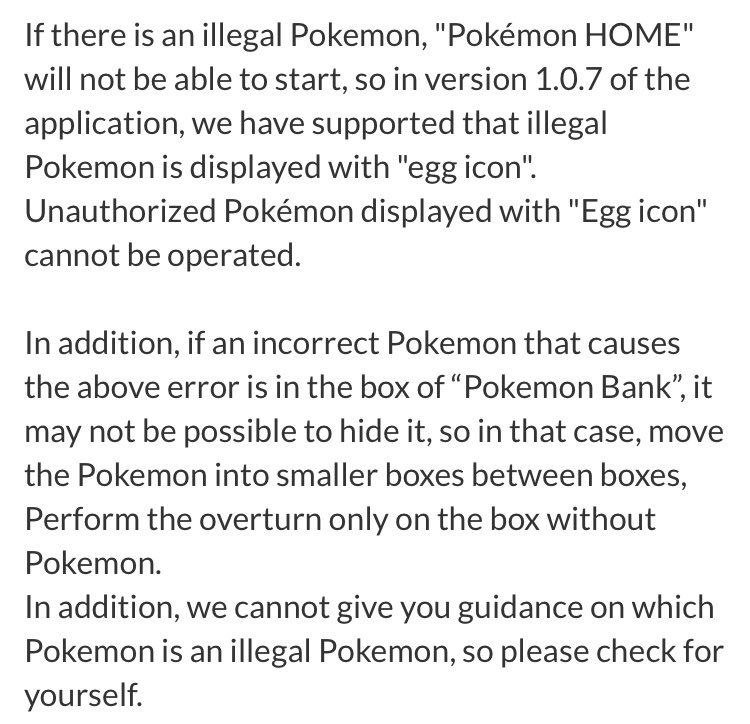 If there is an illegal Pokemon, "Pokémon HOME"
will not be able to start, so in version 1.0.7 of the
application, we have supported that illegal
Pokemon is displayed with "egg icon".
Unauthorized Pokémon displayed with "Egg icon"
cannot be operated.

In addition, if an incorrect Pokemon that causes
the above error is in the box of “Pokemon Bank”, it
may not be possible to hide it, so in that case, move
the Pokemon into smaller boxes between boxes,
Perform the overturn only on the box without
Pokemon.
In addition, we cannot give you guidance on which
Pokemon is an illegal Pokemon, so please check for
yourself.